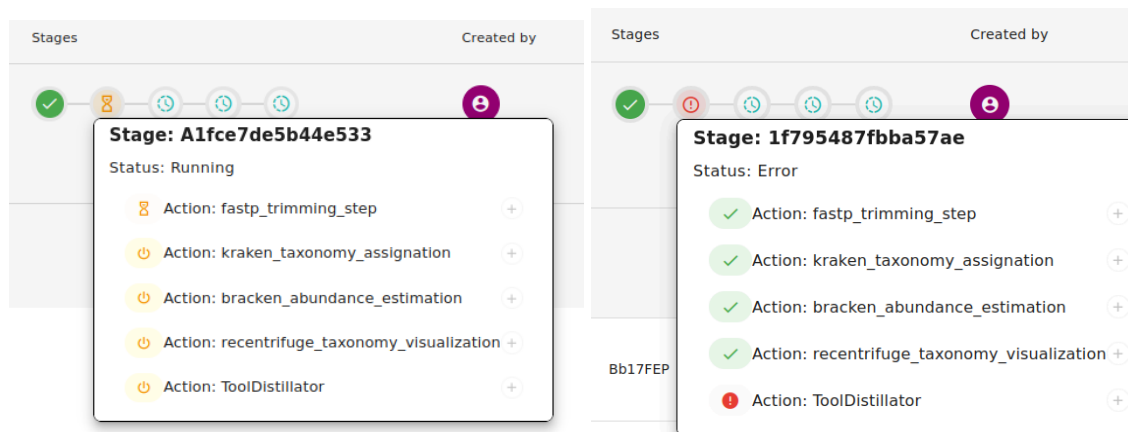 Stages Created by
Stage: A1fce7de5b44e533
Status: Running
Action: fastp_trimming_step
Action: kraken_taxonomy_assignation
Action: bracken_abundance_estimation
Action: recentrifuge_taxonomy_visualization
Action: ToolDistillator
Stages Created by
Stage: 1f795487fbba57ae
Status: Error
Action: fastp_trimming_step
Action: kraken_taxonomy_assignation
Action: bracken_abundance_estimation
Bb17FEP
Action: recentrifuge_taxonomy_visualization
Action: ToolDistillator